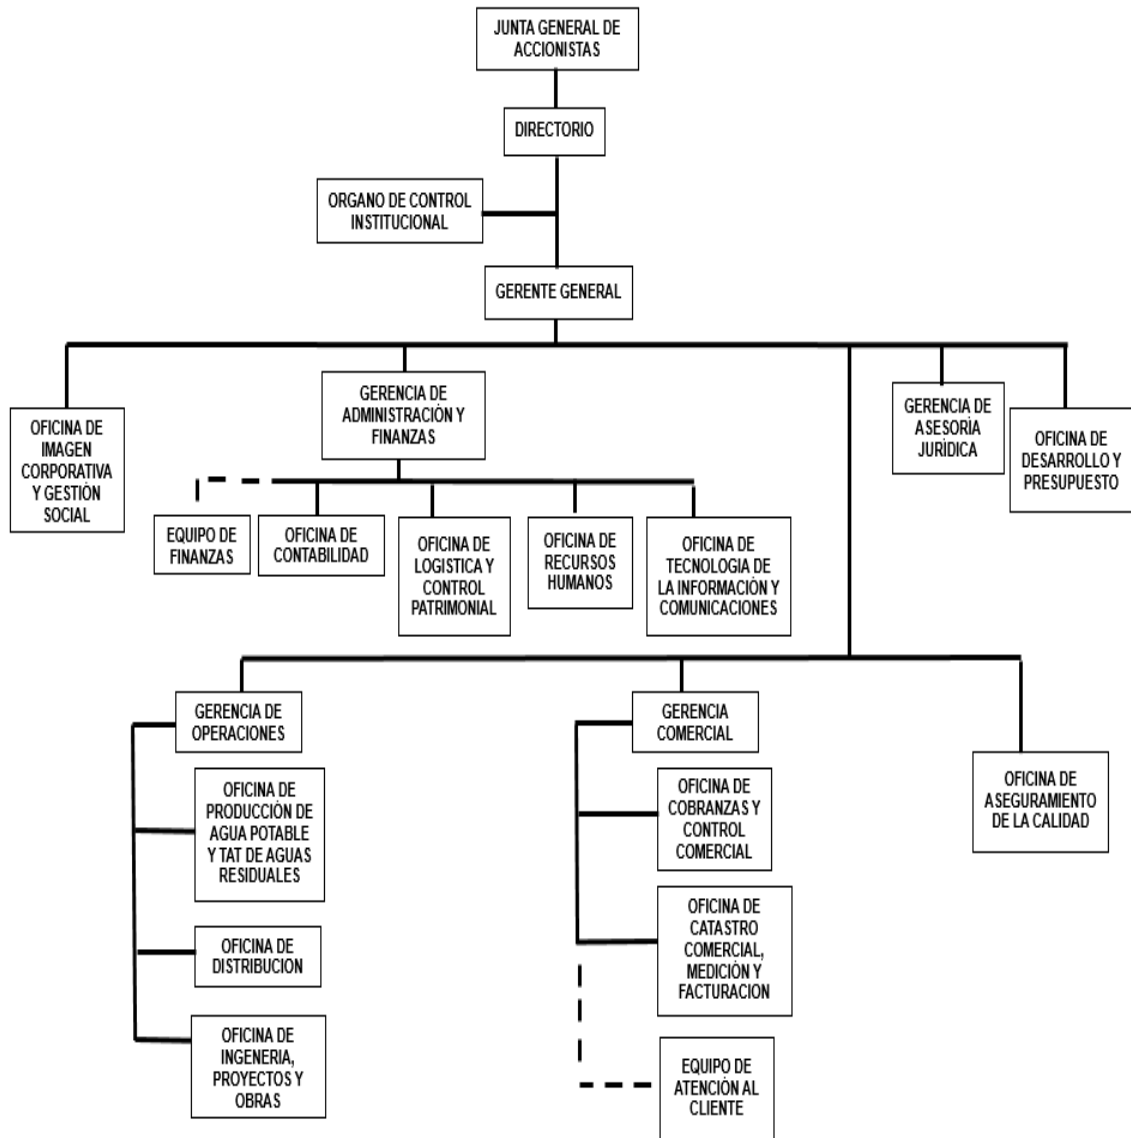 JUNTA GENERAL DE
ACCIONISTAS
DIRECTORIO
ORGANO DE CONTROL
INSTITUCIONAL
GERENTE GENERAL
OFICINA DE
IMAGEN
CORPORATIVA
Y GESTIÓN
SOCIAL
GERENCIA DE
ADMINISTRACIÓN Y
FINANZAS
GERENCIA DE
ASESORÍA
JURÍDICA
OFICINA DE
DESARROLLO Y
PRESUPUESTO
EQUIPO DE
FINANZAS
OFICINA DE
CONTABILIDAD
OFICINA DE
LOGISTICA Y
CONTROL
PATRIMONIAL
OFICINA DE
RECURSOS
HUMANOS
OFICINA DE
TECNOLOGIA DE
LA INFORMACIÓN Y
COMUNICACIONES
GERENCIA DE
OPERACIONES
OFICINA DE
PRODUCCIÓN DE
AGUA POTABLE
Y TAT DE AGUAS
RESIDUALES
OFICINA DE
DISTRIBUCION
OFICINA DE
INGENERIA,
PROYECTOS Y
OBRAS
GERENCIA
COMERCIAL
OFICINA DE
COBRANZAS Y
CONTROL
COMERCIAL
OFICINA DE
CATASTRO
COMERCIAL,
MEDICIÓN Y
FACTURACION
EQUIPO DE
ATENCIÓN AL
CLIENTE
OFICINA DE
ASEGURAMIENTO
DE LA CALIDAD